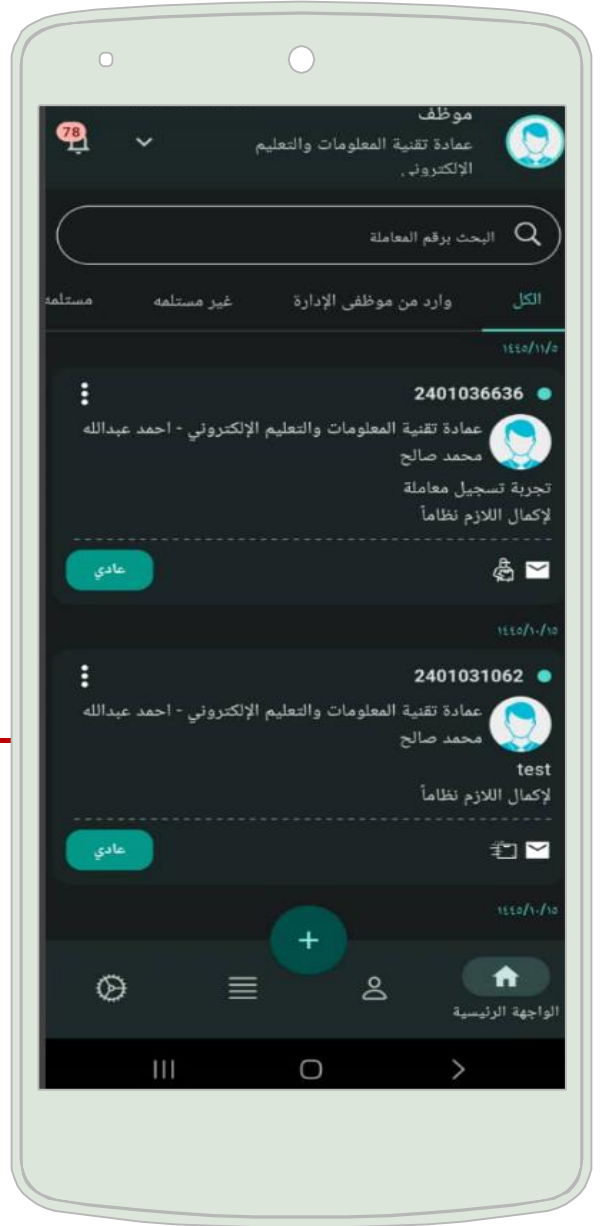 موظف
عمادة تقنية المعلومات والتعليم
الإلكتروني
78
البحث برقم المعاملة
الكل
وارد من موظفى الإدارة
غير مستلمه
مستلمه
١٤٤٥/١١/٥
2401036636
عمادة تقنية المعلومات والتعليم الإلكتروني - احمد عبدالله
محمد صالح
تجربة تسجيل معاملة
لإكمال اللازم نظاماً
عادي
١٤٤٥/١٠/١٥
2401031062
عمادة تقنية المعلومات والتعليم الإلكتروني - احمد عبدالله
محمد صالح
test
لإكمال اللازم نظاماً
عادي
١٤٤٥/١٠/١٥
+
الواجهة الرئيسية